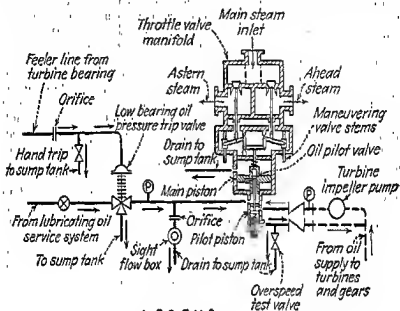 Throttle valve
manifold
Main steam
inlet
Feeler line from
turbine bearing
Orifice
Astern
steam
Ahead
steam
Low bearing oil
pressure trip valve
Maneuvering
valve stems
Hand trip
to sump tank
Drain to
sump tank
Oil pilot valve
Main piston
Turbine
impeller pump
P
P
From lubricating oil
service system
Orifice
Pilot piston
To sump tank
Sight
flow box
Drain to sump tank
Overspeed
test valve
From oil
supply to
turbines
and gears